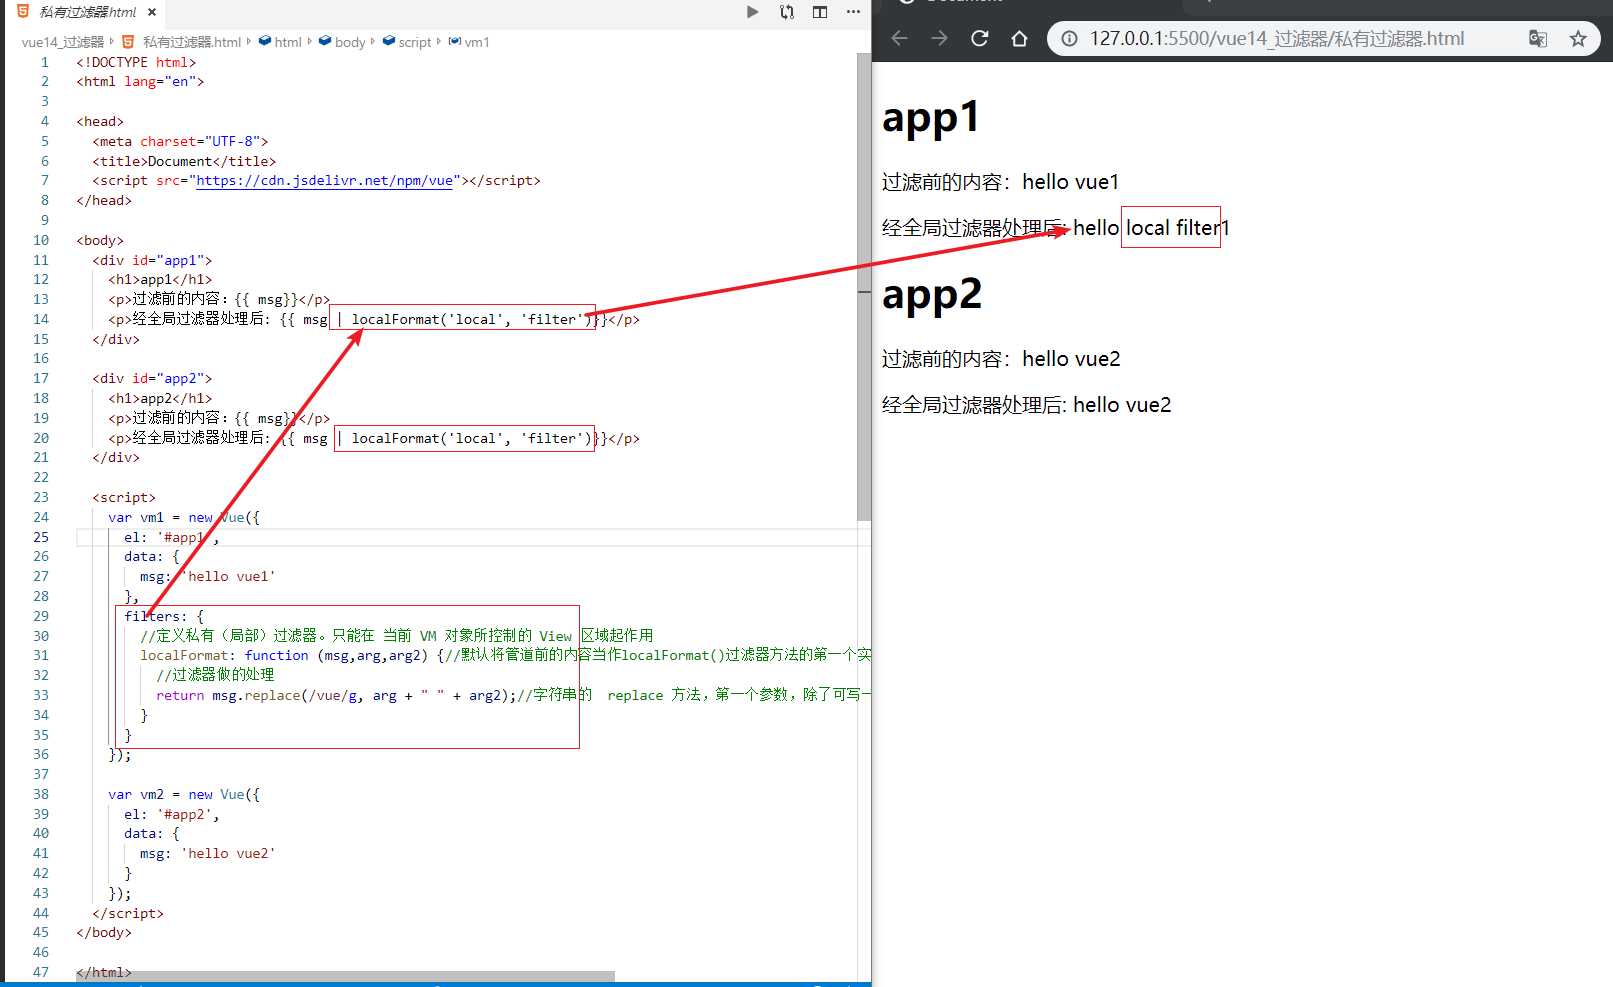 私有过滤器.html ×
vue14_过滤器 › 私有过滤器.html › html › body › script › vm1
1 <!DOCTYPE html>
2 <html lang="en">
3
4 <head>
5 <meta charset="UTF-8">
6 <title>Document</title>
7 <script src="https://cdn.jsdelivr.net/npm/vue"></script>
8 </head>
9
10 <body>
11 <div id="app1">
12 <h1>app1</h1>
13 <p>过滤前的内容：{{ msg}}</p>
14 <p>经全局过滤器处理后: {{ msg | localFormat('local', 'filter')}}</p>
15 </div>
16
17 <div id="app2">
18 <h1>app2</h1>
19 <p>过滤前的内容：{{ msg}}</p>
20 <p>经全局过滤器处理后: {{ msg | localFormat('local', 'filter')}}</p>
21 </div>
22
23 <script>
24 var vm1 = new Vue({
25 el: '#app1',
26 data: {
27 msg: 'hello vue1'
28 },
29 filters: {
30 //定义私有（局部）过滤器。只能在 当前 VM 对象所控制的 View 区域起作用
31 localFormat: function (msg,arg,arg2) {//默认将管道前的内容当作localFormat()过滤器方法的第一个实
32 //过滤器做的处理
33 return msg.replace(/vue/g, arg + " " + arg2);//字符串的 replace 方法，第一个参数，除了可写一
34 }
35 }
36 });
37
38 var vm2 = new Vue({
39 el: '#app2',
40 data: {
41 msg: 'hello vue2'
42 }
43 });
44 </script>
45 </body>
46
47 </html>
127.0.0.1:5500/vue14_过滤器/私有过滤器.html
app1
过滤前的内容：hello vue1
经全局过滤器处理后: hello local filter1
app2
过滤前的内容：hello vue2
经全局过滤器处理后: hello vue2